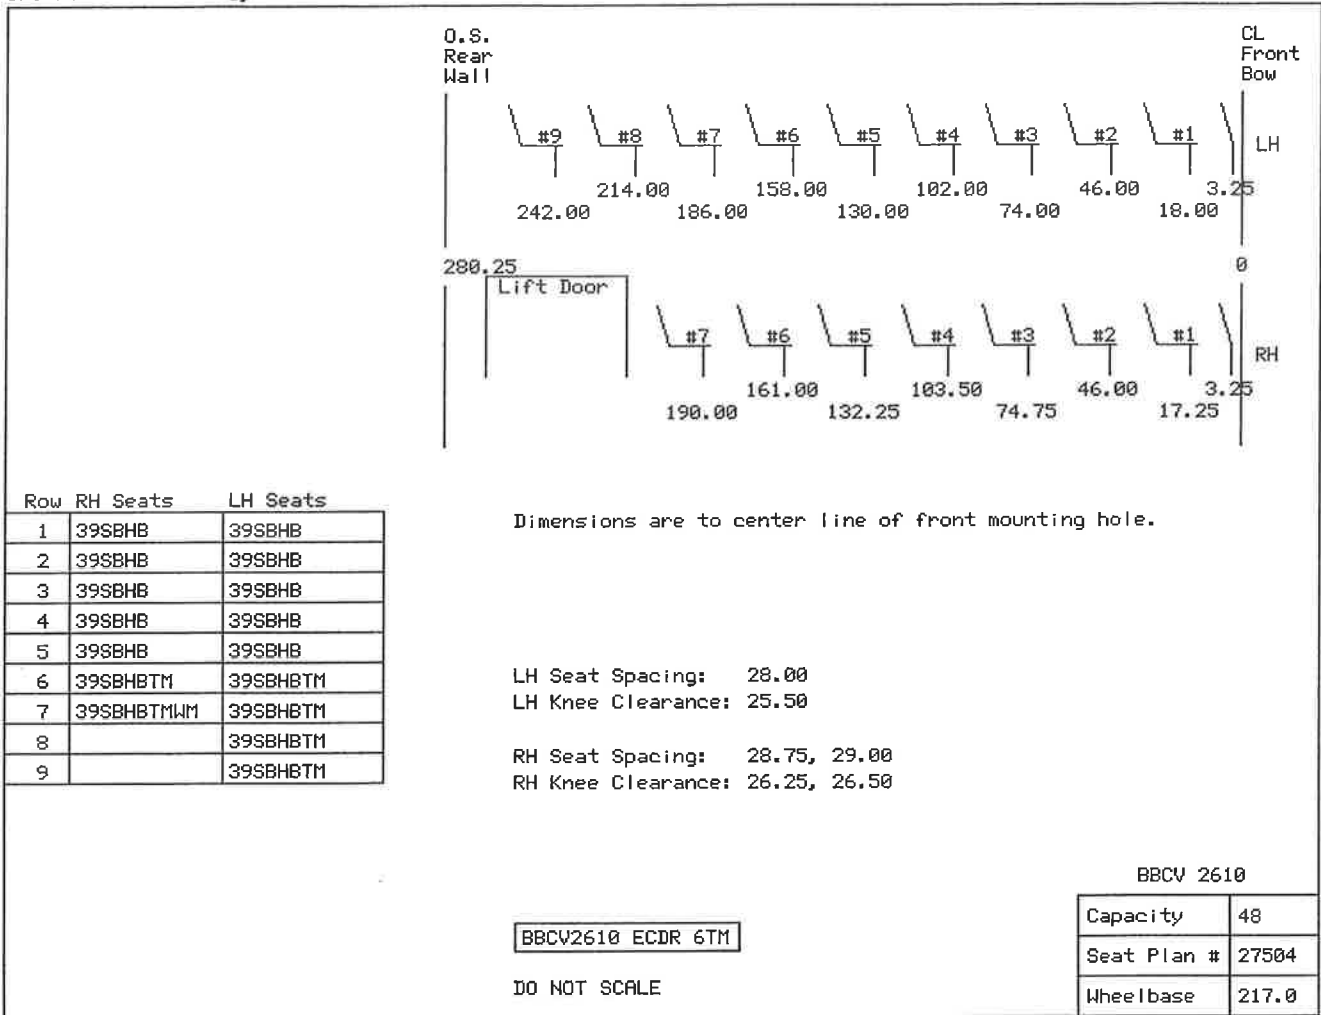 O.S.
Rear
Wall
CL
Front
Bow
#9 #8 #7 #6 #5 #4 #3 #2 #1 LH
214.00 158.00 102.00 46.00 3.25
242.00 186.00 130.00 74.00 18.00
280.25 0
Lift Door
#7 #6 #5 #4 #3 #2 #1 RH
161.00 103.50 46.00 3.25
190.00 132.25 74.75 17.25
Row RH Seats LH Seats
1 39SBHB 39SBHB
2 39SBHB 39SBHB
3 39SBHB 39SBHB
4 39SBHB 39SBHB
5 39SBHB 39SBHB
6 39SBHBTM 39SBHBTM
7 39SBHBTMWM 39SBHBTM
8 39SBHBTM
9 39SBHBTM
Dimensions are to center line of front mounting hole.
LH Seat Spacing: 28.00
LH Knee Clearance: 25.50
RH Seat Spacing: 28.75, 29.00
RH Knee Clearance: 26.25, 26.50
BBCV2610 ECDR 6TM
DO NOT SCALE
BBCV 2610
Capacity 48
Seat Plan # 27504
Wheelbase 217.0